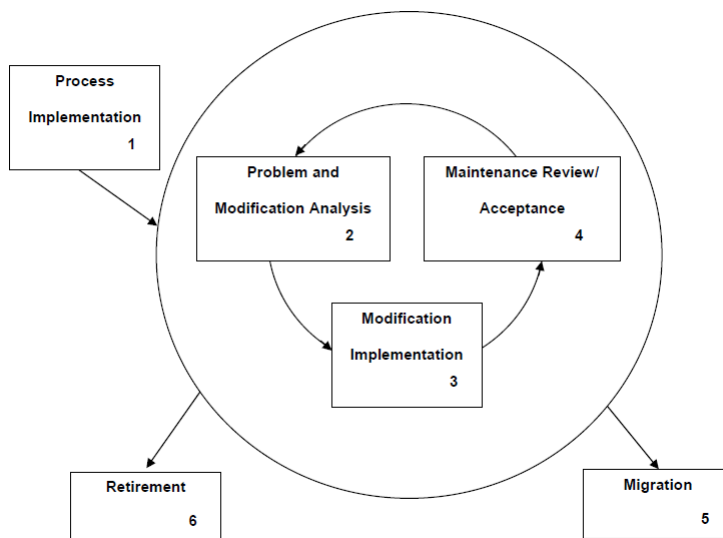 Process
Implementation
1
Problem and
Modification Analysis
2
Maintenance Review/
Acceptance
4
Modification
Implementation
3
Retirement
6
Migration
5